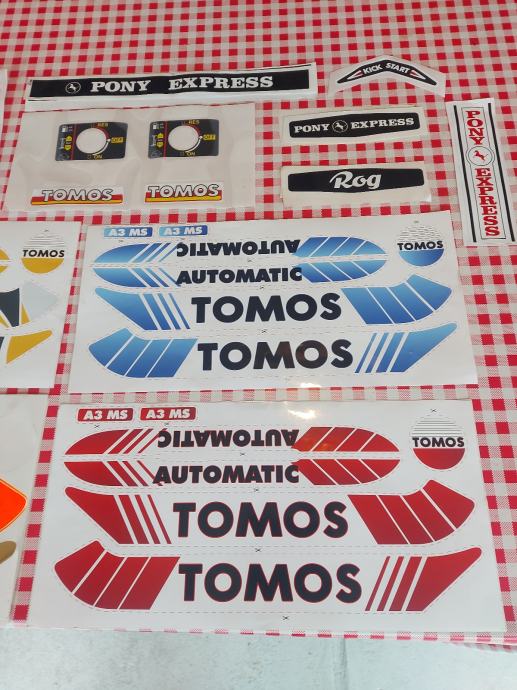 PONY EXPRESS
KICK START
RES
OFF
ON
RES
OFF
ON
TOMOS
TOMOS
PONY EXPRESS
Rog
PONY EXPRESS
TOMOS
A3 MS A3 MS
AUTOMATIC
AUTOMATIC
TOMOS
TOMOS
TOMOS
A3 MS A3 MS
AUTOMATIC
AUTOMATIC
TOMOS
TOMOS
TOMOS